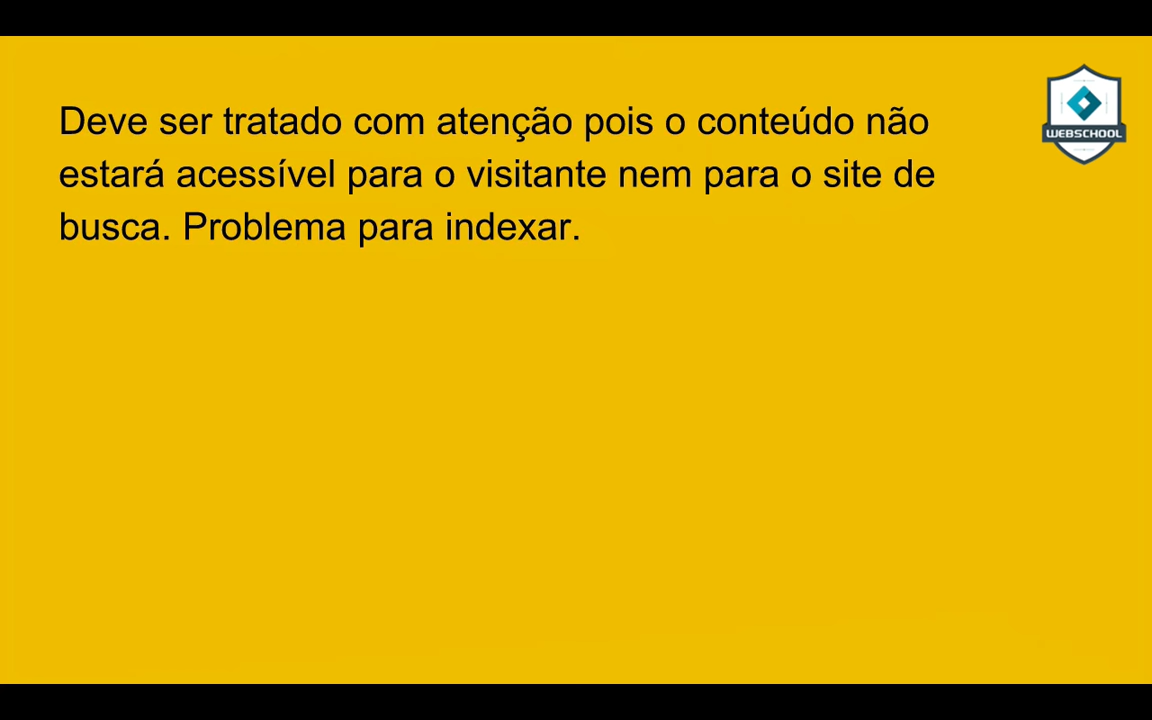 Deve ser tratado com atenção pois o conteúdo não
estará acessível para o visitante nem para o site de
busca. Problema para indexar.
WEBSCHOOL